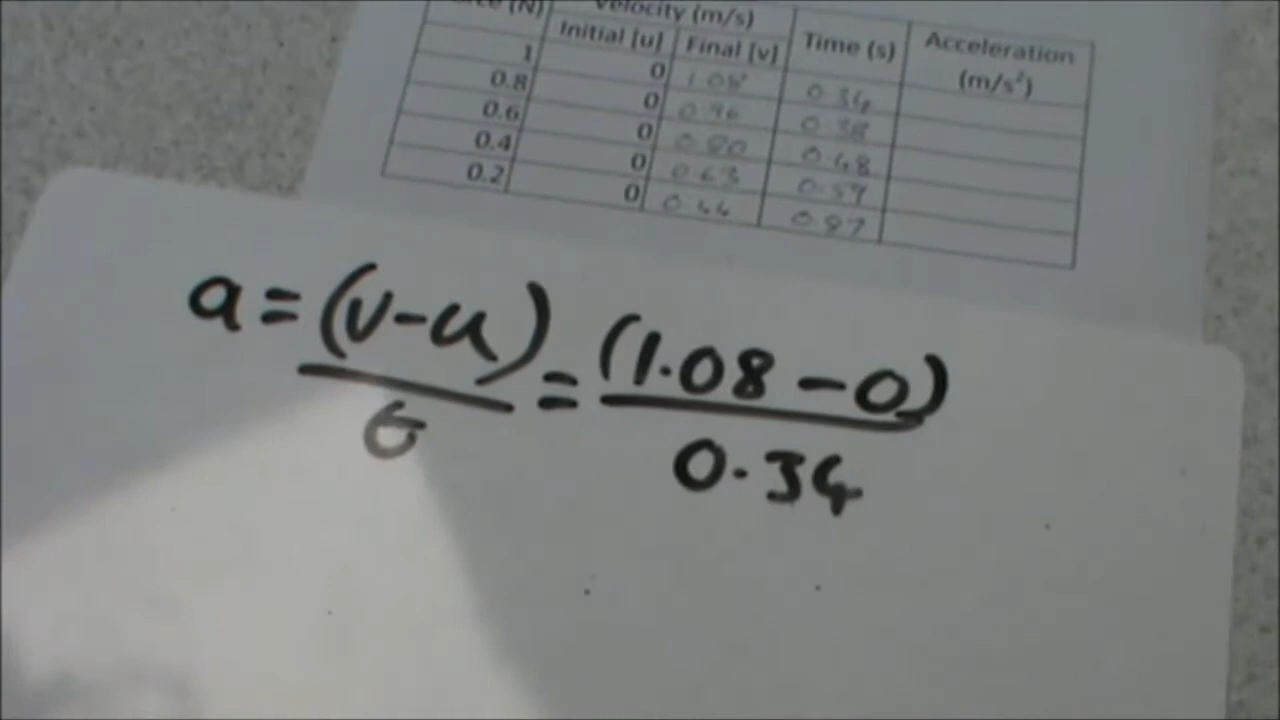 (N) Velocity (m/s) Time (s) Acceleration (m/s²)
Initial [u] Final [v]
1 0 1.08 0.34
0.8 0 0.96 0.38
0.6 0 0.80 0.48
0.4 0 0.63 0.59
0.2 0 0.44 0.87
a = (v-u) / t = (1.08 - 0) / 0.34